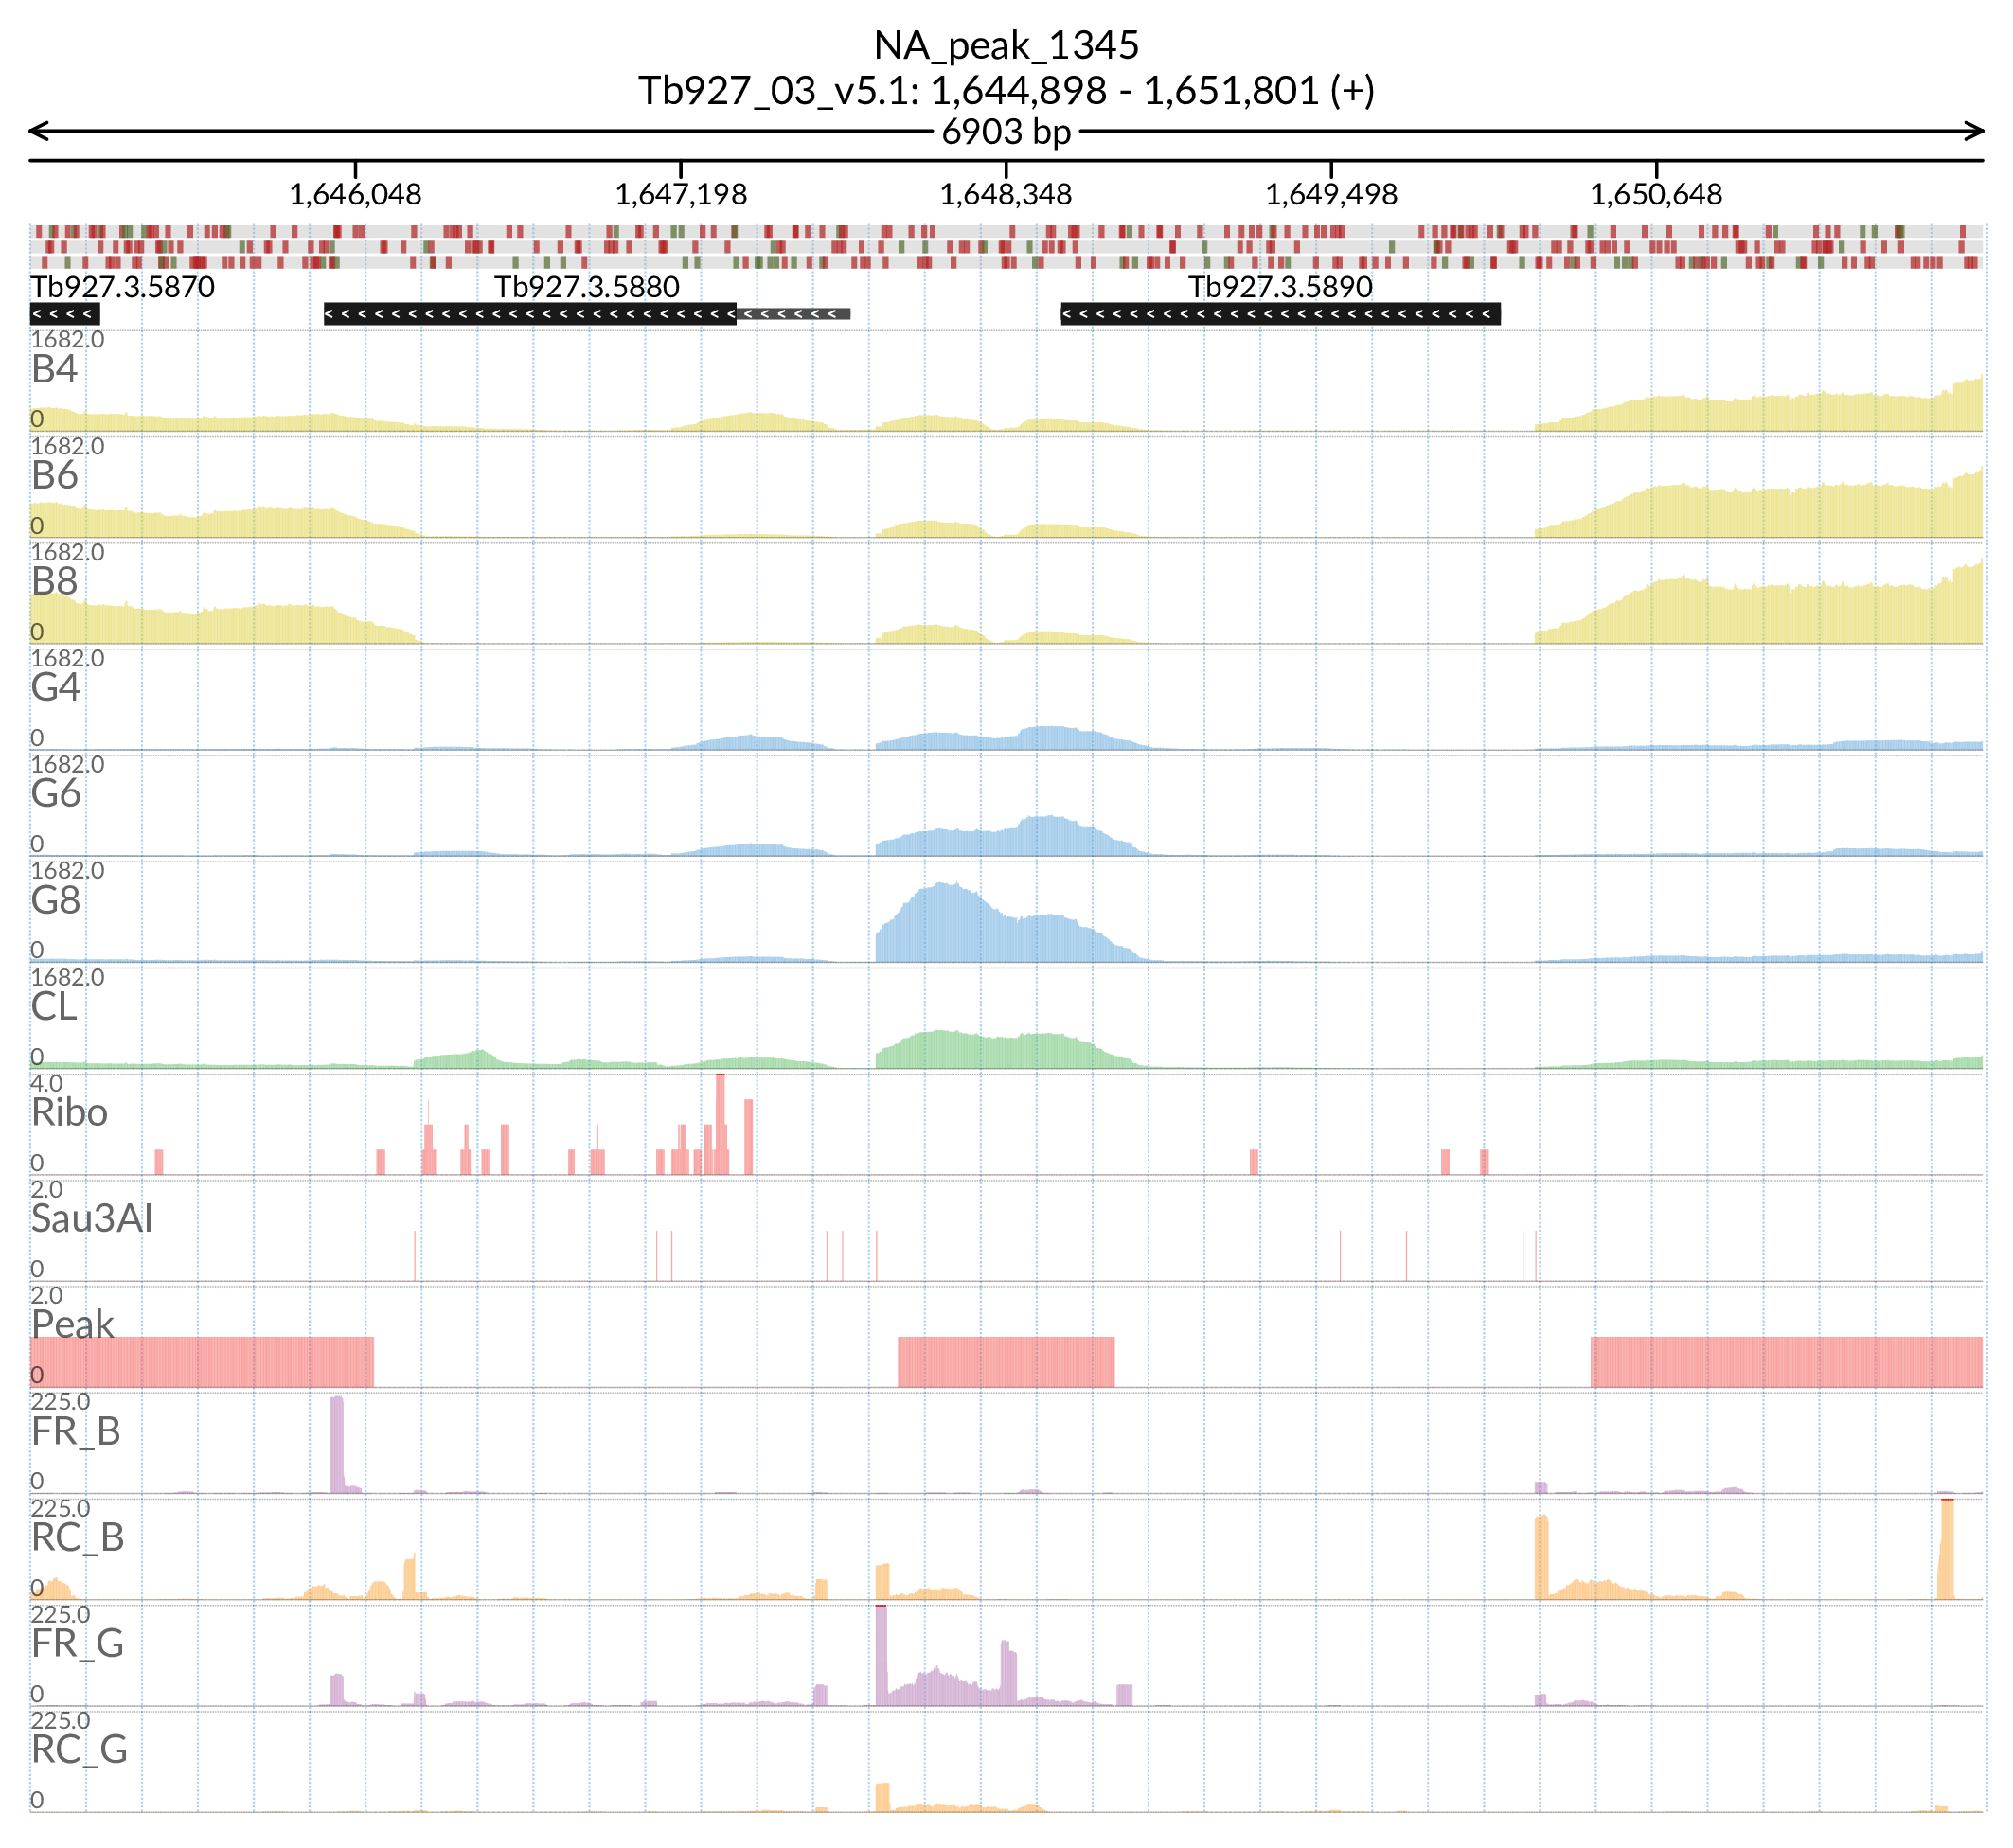 NA_peak_1345
Tb927_03_v5.1: 1,644,898 - 1,651,801 (+)
6903 bp
1,646,048 1,647,198 1,648,348 1,649,498 1,650,648
Tb927.3.5870 Tb927.3.5880 Tb927.3.5890
1682.0
B4
0
1682.0
B6
0
1682.0
B8
0
1682.0
G4
0
1682.0
G6
0
1682.0
G8
0
1682.0
CL
0
4.0
Ribo
0
2.0
Sau3AI
0
2.0
Peak
0
225.0
FR_B
0
225.0
RC_B
0
225.0
FR_G
0
225.0
RC_G
0